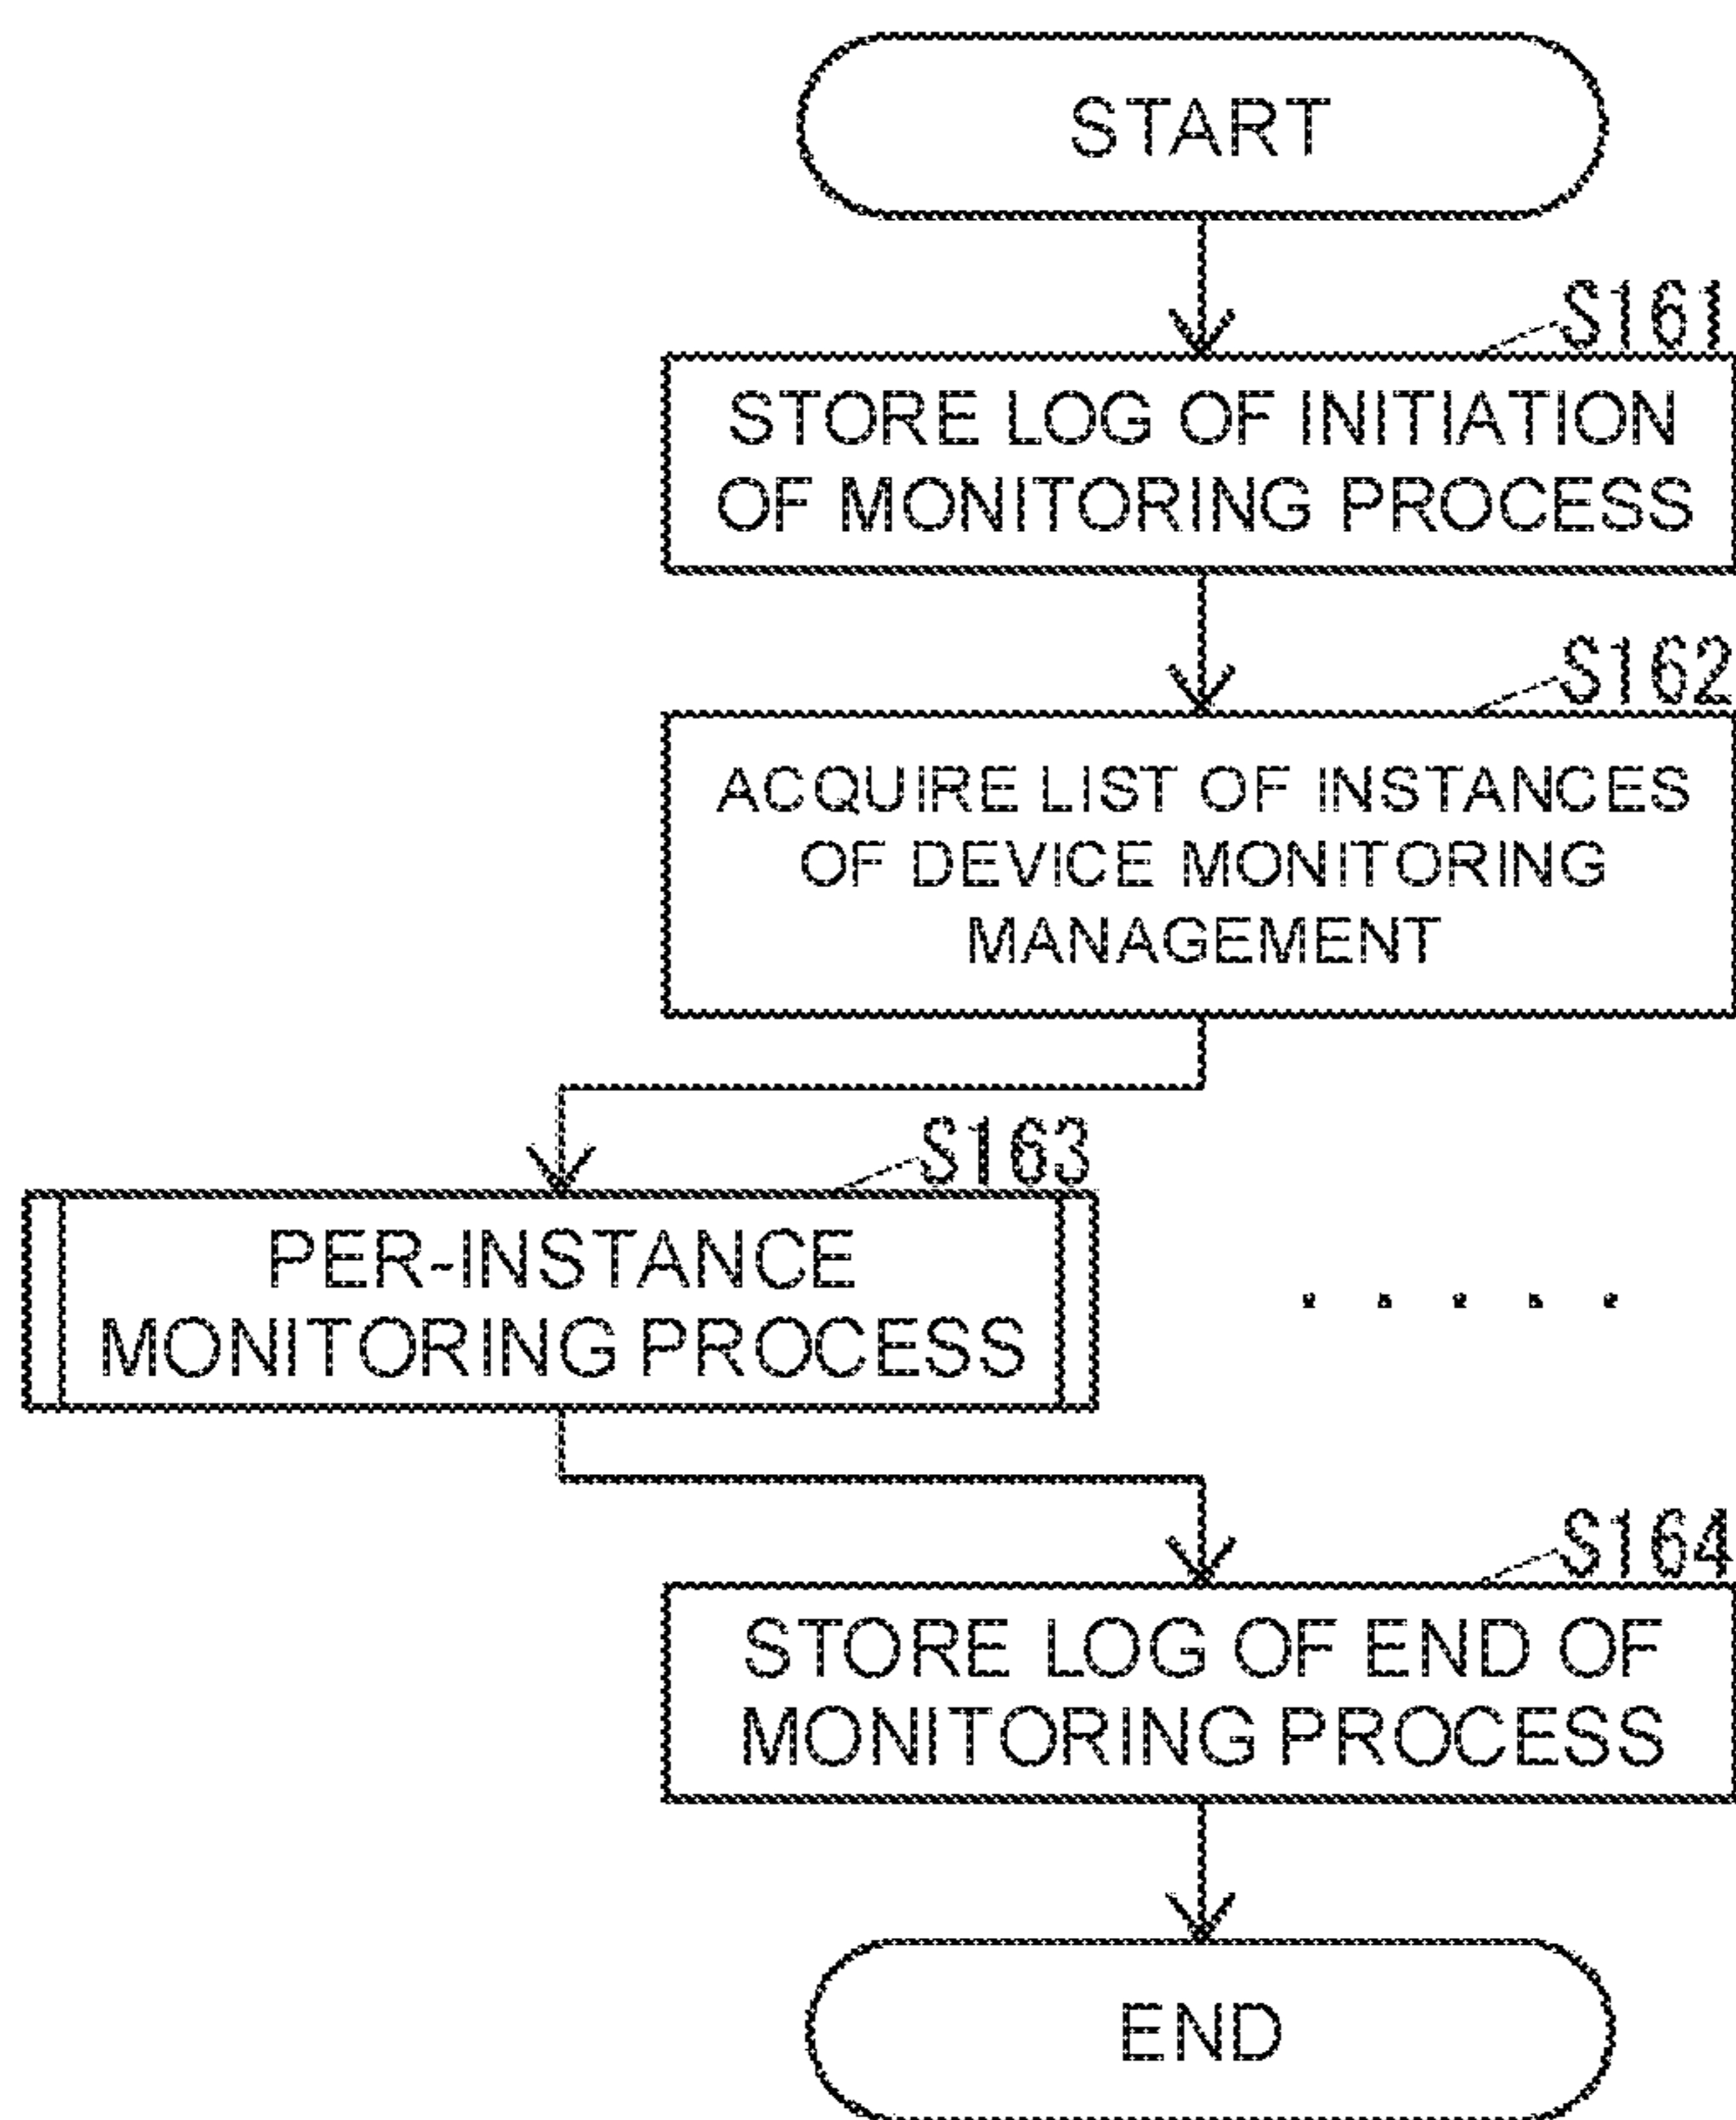 START
S161
STORE LOG OF INITIATION
OF MONITORING PROCESS
S162
ACQUIRE LIST OF INSTANCES
OF DEVICE MONITORING
MANAGEMENT
S163
PER-INSTANCE
MONITORING PROCESS
. . . . .
S164
STORE LOG OF END OF
MONITORING PROCESS
END